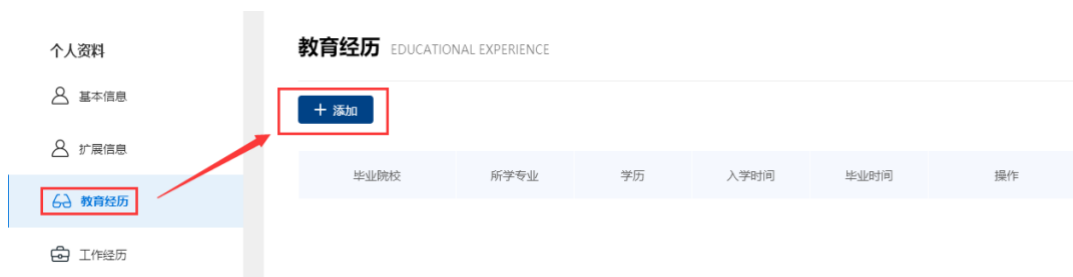 个人资料
基本信息
扩展信息
教育经历
工作经历
教育经历 EDUCATIONAL EXPERIENCE
+ 添加
毕业院校 所学专业 学历 入学时间 毕业时间 操作